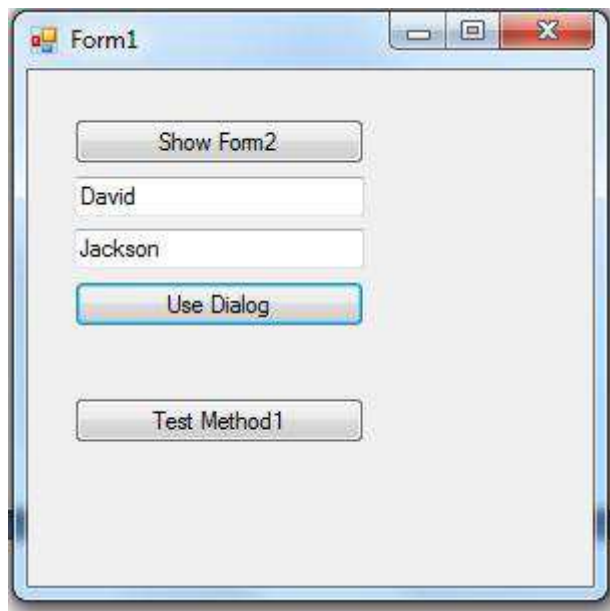 Form1
Show Form2
David
Jackson
Use Dialog
Test Method1